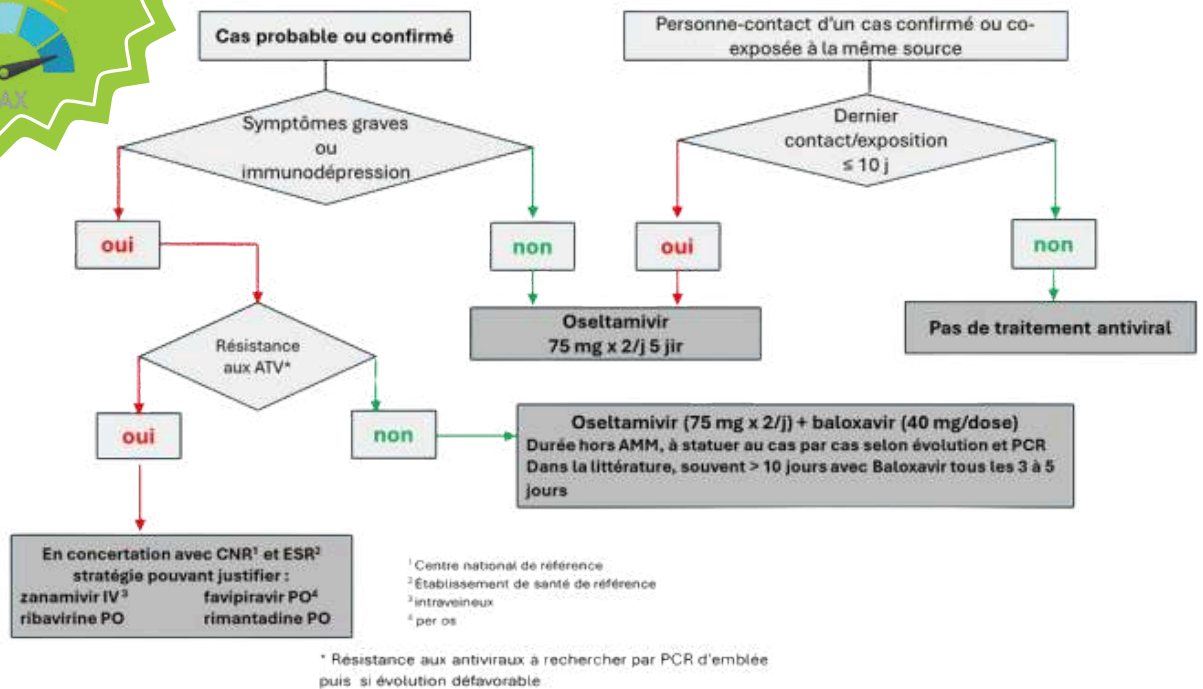 AX
Cas probable ou confirmé
Personne-contact d'un cas confirmé ou co-
exposée à la même source
Symptômes graves
ou
immunodépression
Dernier
contact/exposition
≤ 10 j
oui
non
oui
non
Oseltamivir
75 mg x 2/j 5 jir
Pas de traitement antiviral
Résistance
aux ATV*
oui
non
Oseltamivir (75 mg x 2/j) + baloxavir (40 mg/dose)
Durée hors AMM, à statuer au cas par cas selon évolution et PCR
Dans la littérature, souvent > 10 jours avec Baloxavir tous les 3 à 5
jours
En concertation avec CNR¹ et ESR²
stratégie pouvant justifier :
zanamivir IV³ favipiravir PO⁴
ribavirine PO rimantadine PO
¹ Centre national de référence
² Établissement de santé de référence
³ intraveineux
⁴ per os
* Résistance aux antiviraux à rechercher par PCR d'emblée
puis si évolution défavorable